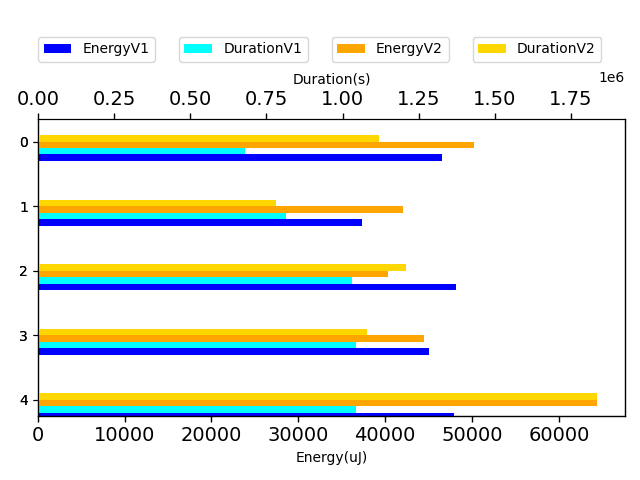 EnergyV1 DurationV1 EnergyV2 DurationV2
Duration(s)
1e6
0.00 0.25 0.50 0.75 1.00 1.25 1.50 1.75
0
1
2
3
4
0 10000 20000 30000 40000 50000 60000
Energy(uJ)